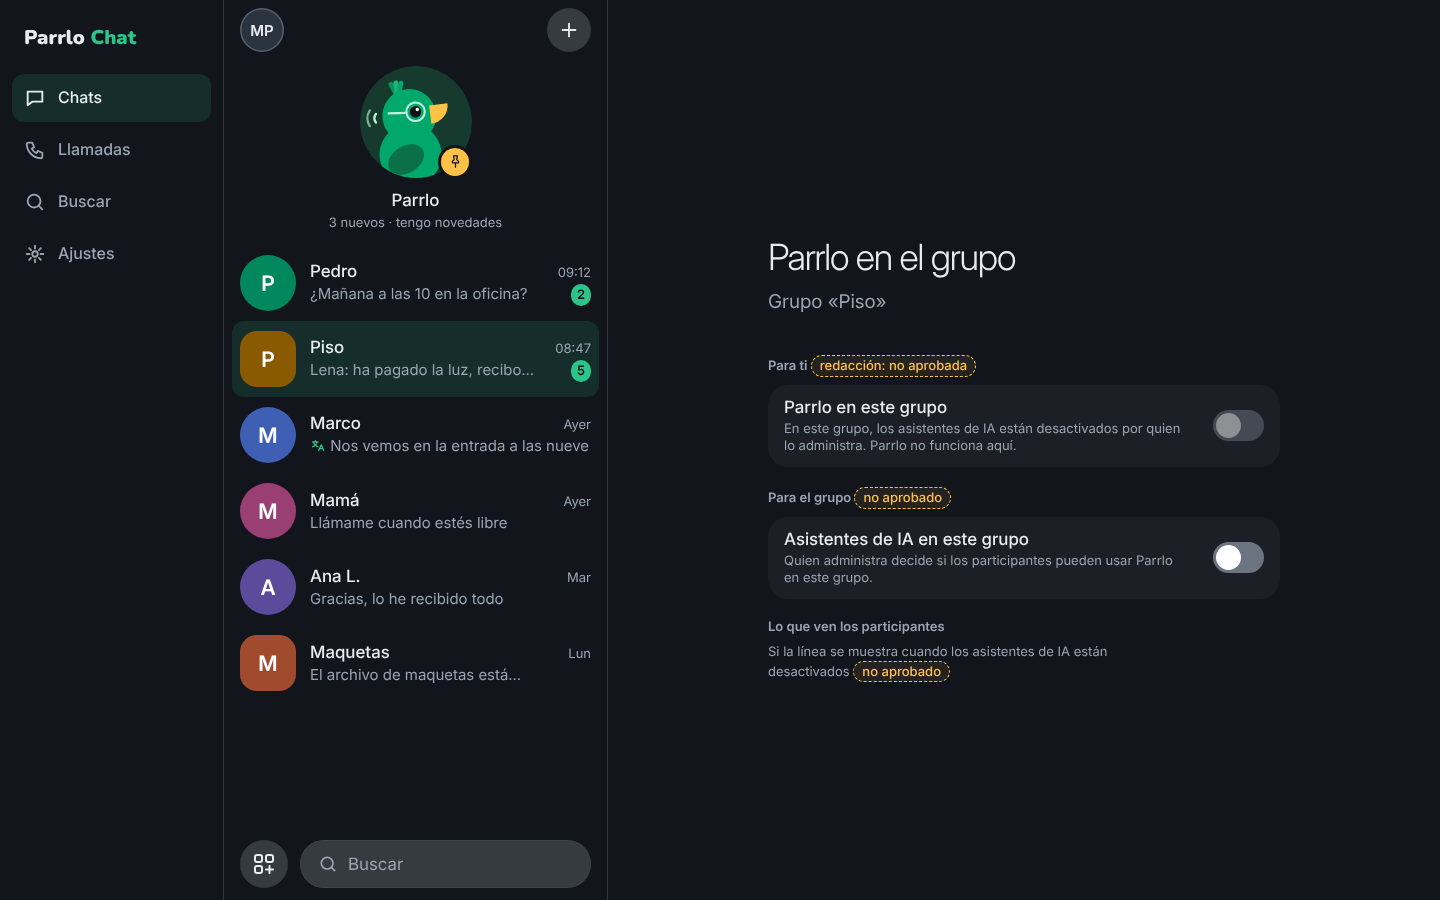 Parrlo Chat
Chats
Llamadas
Buscar
Ajustes
MP
Parrlo
3 nuevos · tengo novedades
P
Pedro
09:12
¿Mañana a las 10 en la oficina?
2
P
Piso
08:47
Lena: ha pagado la luz, recibo...
5
M
Marco
Ayer
Nos vemos en la entrada a las nueve
M
Mamá
Ayer
Llámame cuando estés libre
A
Ana L.
Mar
Gracias, lo he recibido todo
M
Maquetas
Lun
El archivo de maquetas está...
Buscar
Parrlo en el grupo
Grupo «Piso»
Para ti redacción: no aprobada
Parrlo en este grupo
En este grupo, los asistentes de IA están desactivados por quien
lo administra. Parrlo no funciona aquí.
Para el grupo no aprobado
Asistentes de IA en este grupo
Quien administra decide si los participantes pueden usar Parrlo
en este grupo.
Lo que ven los participantes
Si la línea se muestra cuando los asistentes de IA están
desactivados no aprobado